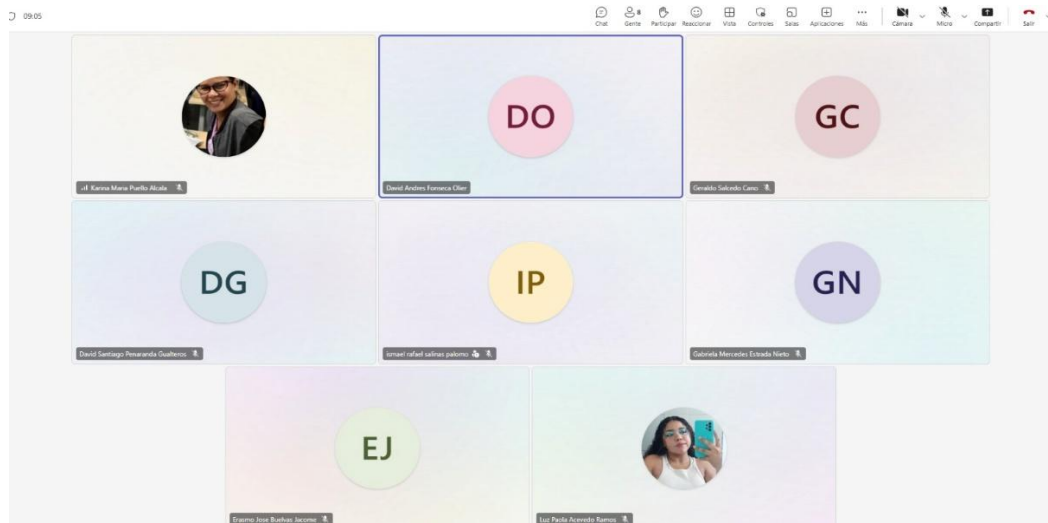 09:05
Chat
8
Gente
Participar
Reaccionar
Vista
Controles
Salas
Aplicaciones
Más
Cámara
Micro
Compartir
Salir
Karina Maria Puello Alcala
DO
David Andres Fonseca Olier
GC
Geraldo Salcedo Cano
DG
David Santiago Penaranda Gualteros
IP
ismael rafael salinas palomo
GN
Gabriela Mercedes Estrada Nieto
EJ
Erasmo Jose Buelvas Jacome
Luz Paola Acevedo Ramos